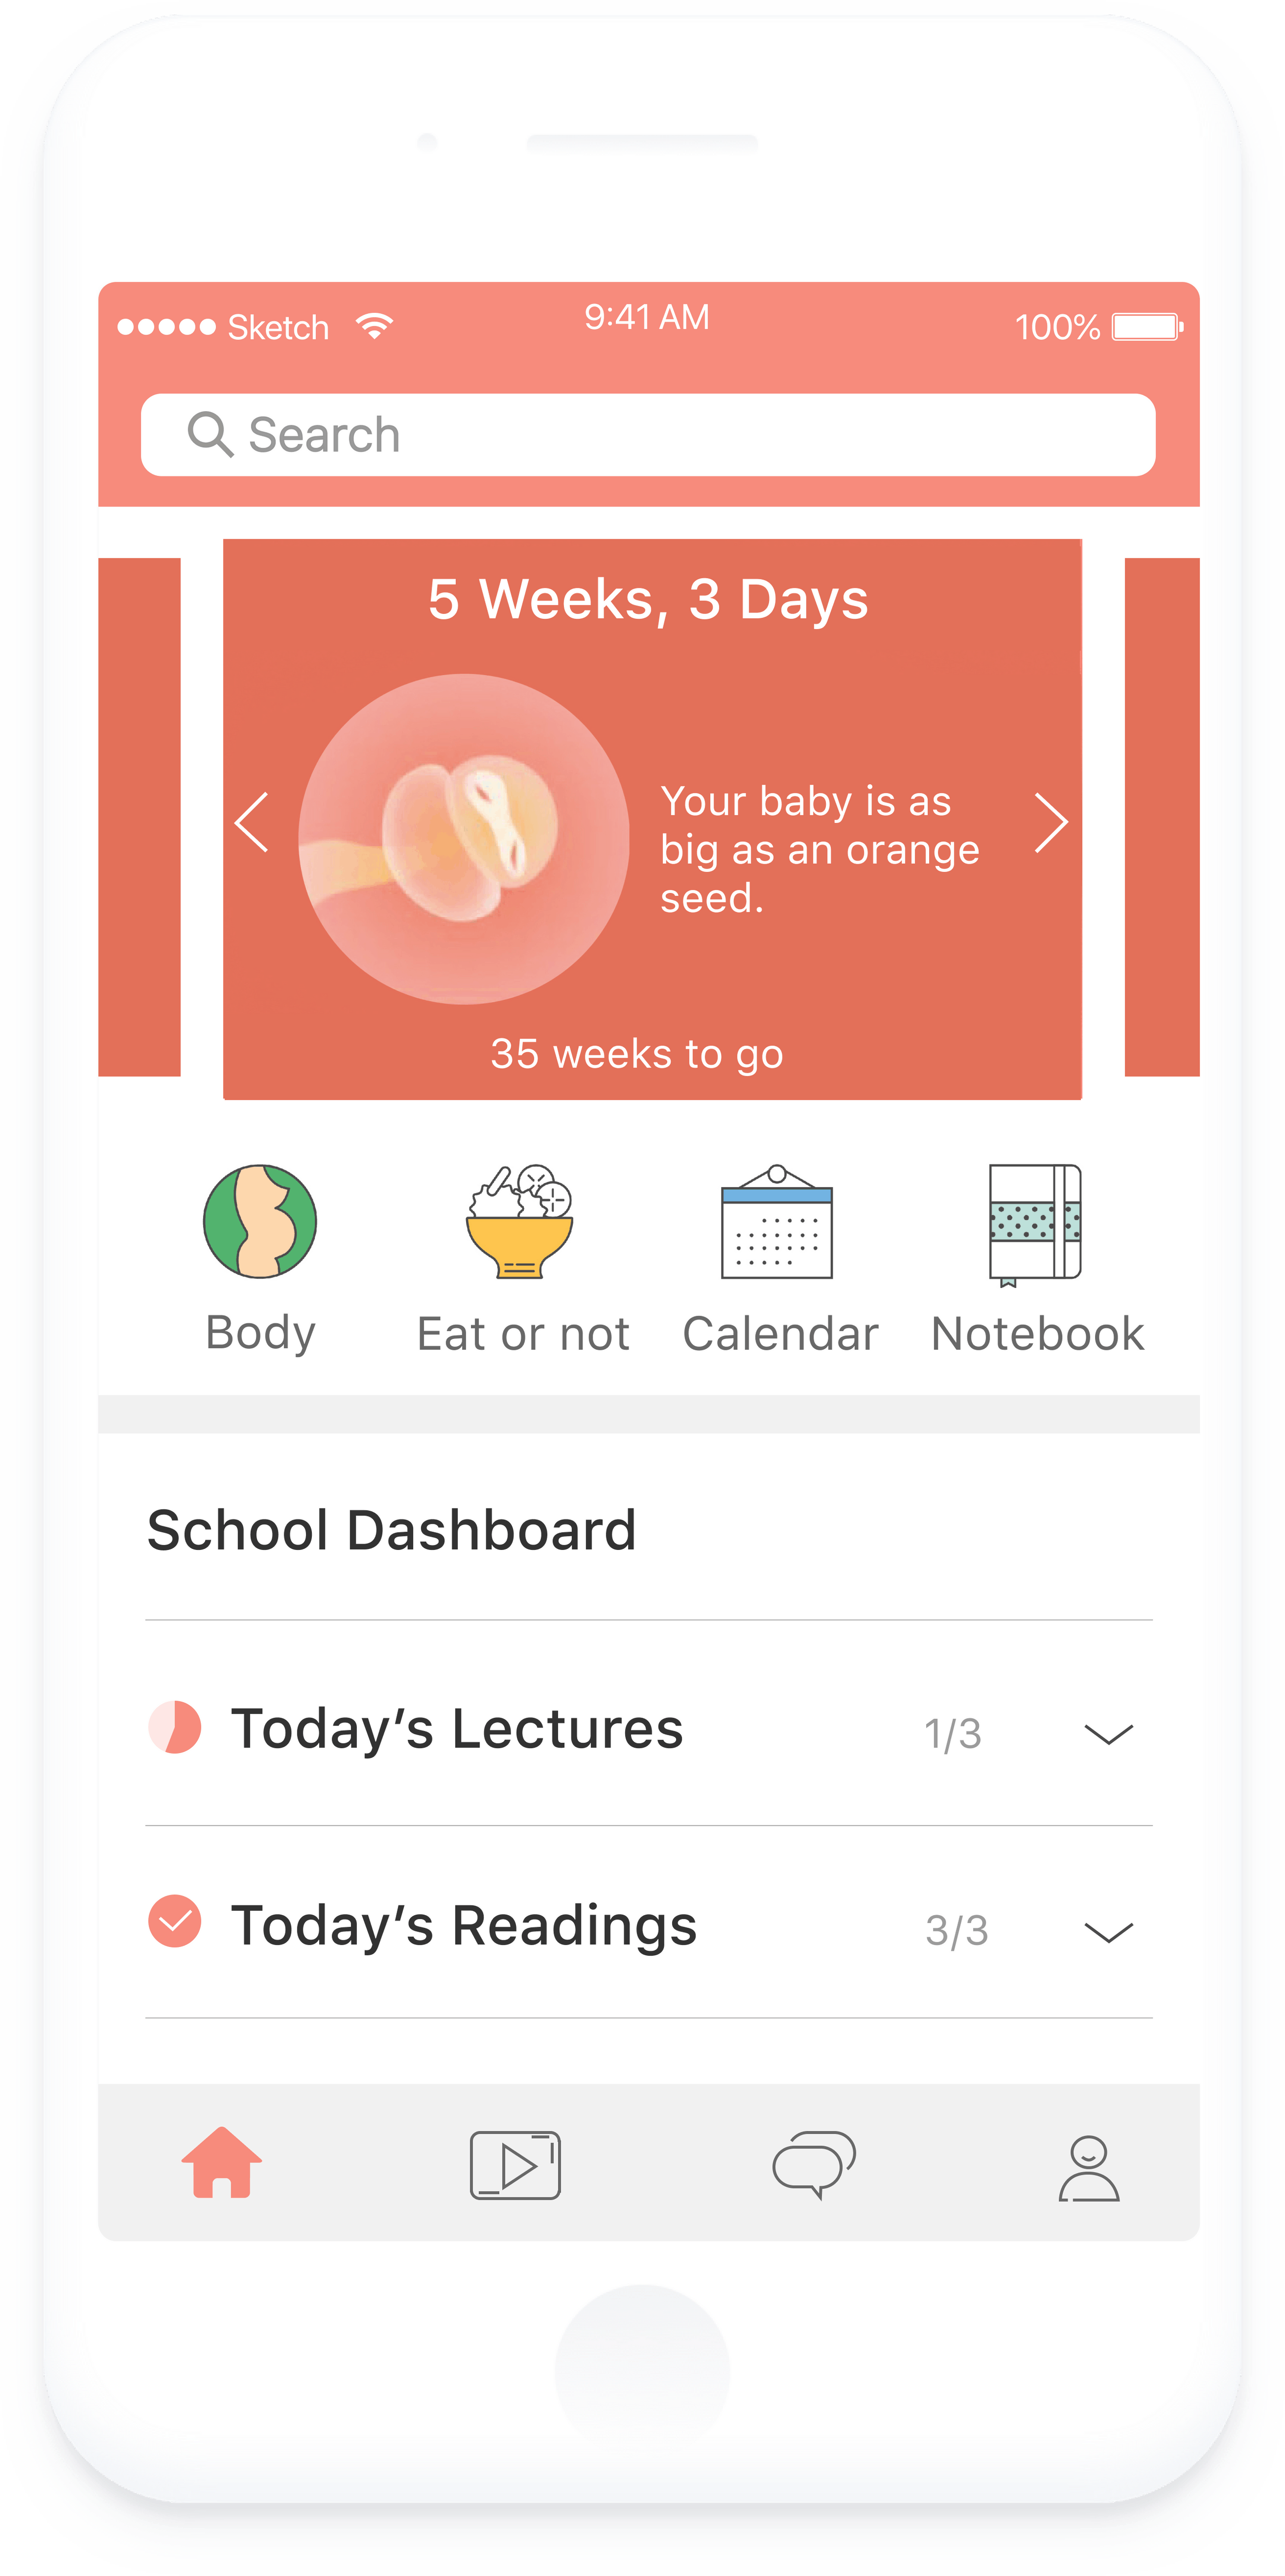 Sketch 9:41 AM 100%
Search
5 Weeks, 3 Days
Your baby is as
big as an orange
seed.
35 weeks to go
Body Eat or not Calendar Notebook
School Dashboard
Today’s Lectures 1/3
Today’s Readings 3/3